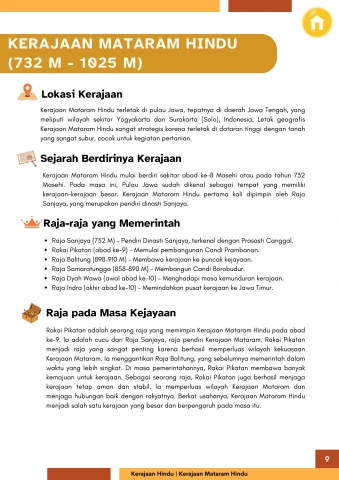 KERAJAAN MATARAM HINDU
(732 M - 1025 M)
Lokasi Kerajaan
Kerajaan Mataram Hindu terletak di pulau Jawa, tepatnya di daerah Jawa Tengah, yang
meliputi wilayah sekitar Yogyakarta dan Surakarta (Solo), Indonesia. Letak geografis
Kerajaan Mataram Hindu sangat strategis karena terletak di dataran tinggi dengan tanah
yang sangat subur, cocok untuk kegiatan pertanian.
Sejarah Berdirinya Kerajaan
Kerajaan Mataram Hindu mulai berdiri sekitar abad ke-8 Masehi atau pada tahun 732
Masehi. Pada masa ini, Pulau Jawa sudah dikenal sebagai tempat yang memiliki
kerajaan-kerajaan besar. Kerajaan Mataram Hindu pertama kali dipimpin oleh Raja
Sanjaya, yang merupakan pendiri dinasti Sanjaya.
Raja-raja yang Memerintah
• Raja Sanjaya (732 M) - Pendiri Dinasti Sanjaya, terkenal dengan Prasasti Canggal.
• Rakai Pikatan (abad ke-9) - Memulai pembangunan Candi Prambanan.
• Raja Balitung (898-910 M) - Membawa kerajaan ke puncak kejayaan.
• Raja Samaratungga (858-890 M) - Membangun Candi Borobudur.
• Raja Dyah Wawa (awal abad ke-10) - Menghadapi masa kemunduran kerajaan.
• Raja Indra (akhir abad ke-10) - Memindahkan pusat kerajaan ke Jawa Timur.
Raja pada Masa Kejayaan
Rakai Pikatan adalah seorang raja yang memimpin Kerajaan Mataram Hindu pada abad
ke-9. Ia adalah cucu dari Raja Sanjaya, raja pendiri Kerajaan Mataram. Rakai Pikatan
menjadi raja yang sangat penting karena berhasil memperluas wilayah kekuasaan
Kerajaan Mataram. Ia menggantikan Raja Balitung, yang sebelumnya memerintah dalam
waktu yang lebih singkat. Di masa pemerintahannya, Rakai Pikatan membawa banyak
kemajuan untuk kerajaan. Sebagai seorang raja, Rakai Pikatan juga berhasil menjaga
kerajaan tetap aman dan stabil. Ia memperluas wilayah Kerajaan Mataram dan
menjaga hubungan baik dengan rakyatnya. Berkat usahanya, Kerajaan Mataram Hindu
menjadi salah satu kerajaan yang besar dan berpengaruh pada masa itu.
9
Kerajaan Hindu | Kerajaan Mataram Hindu